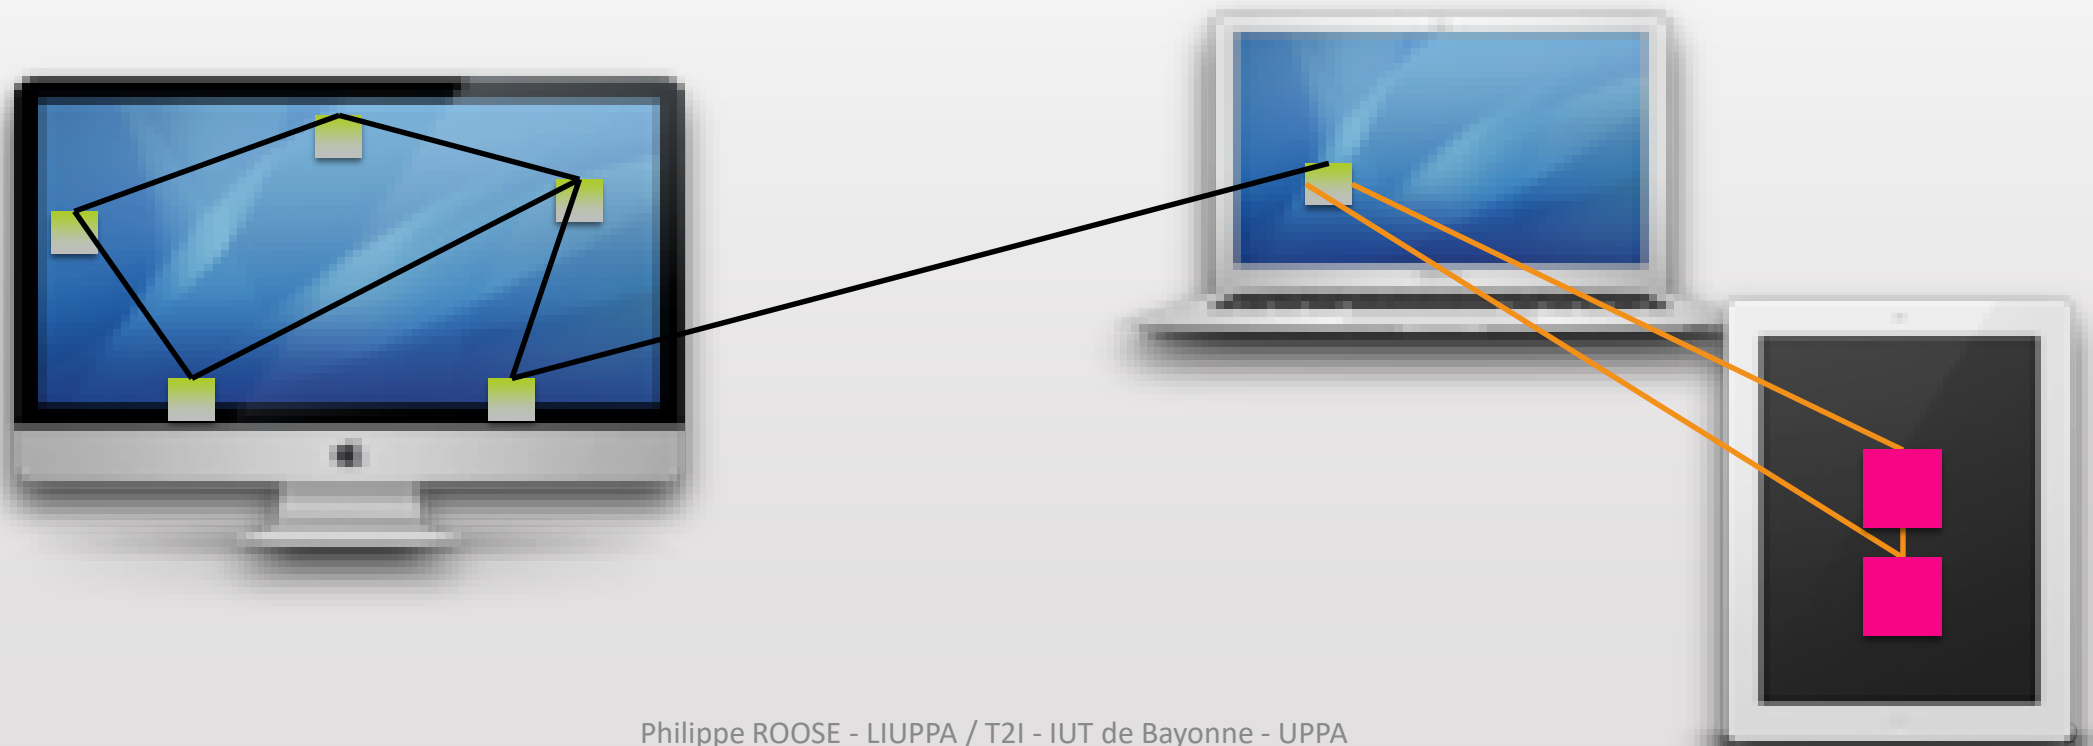 Philippe ROOSE - LIUPPA / T2I - IUT de Bayonne - UPPA